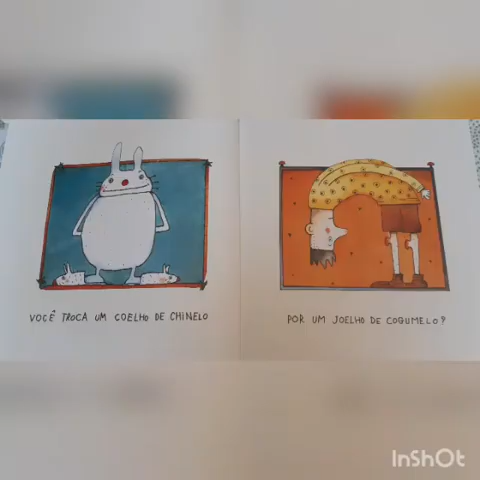 VOCÊ TROCA UM COELHO DE CHINELO
POR UM JOELHO DE COGUMELO?
InShOt